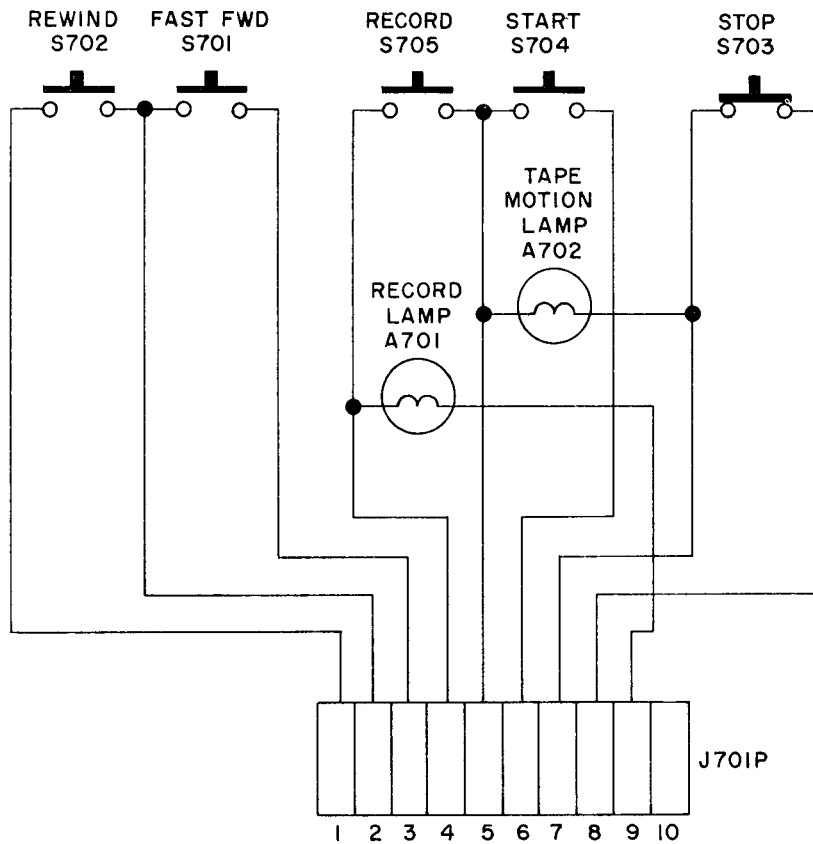 REWIND
S702
FAST FWD
S701
RECORD
S705
START
S704
STOP
S703
TAPE
MOTION
LAMP
A702
RECORD
LAMP
A701
J701P
1 2 3 4 5 6 7 8 9 10